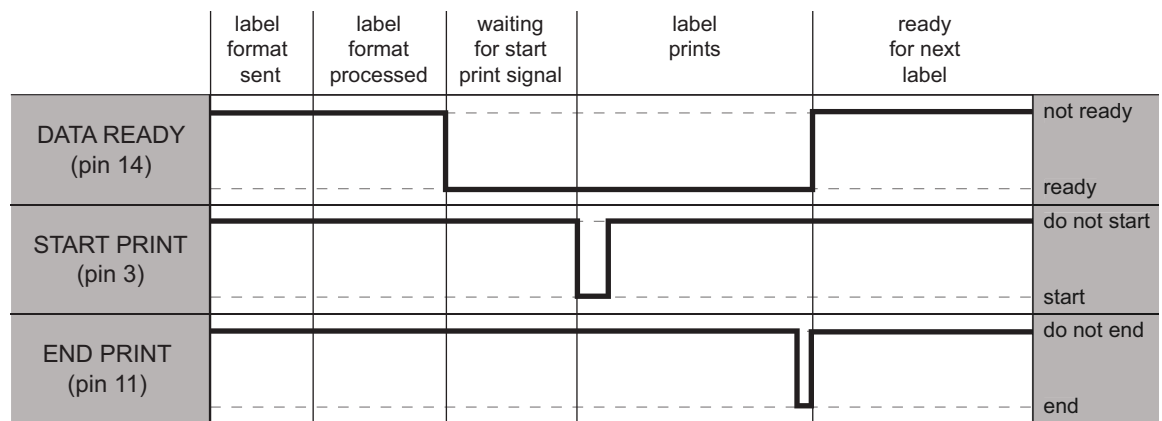 label
format
sent
label
format
processed
waiting
for start
print signal
label
prints
ready
for next
label
DATA READY
(pin 14)
not ready
ready
START PRINT
(pin 3)
do not start
start
END PRINT
(pin 11)
do not end
end